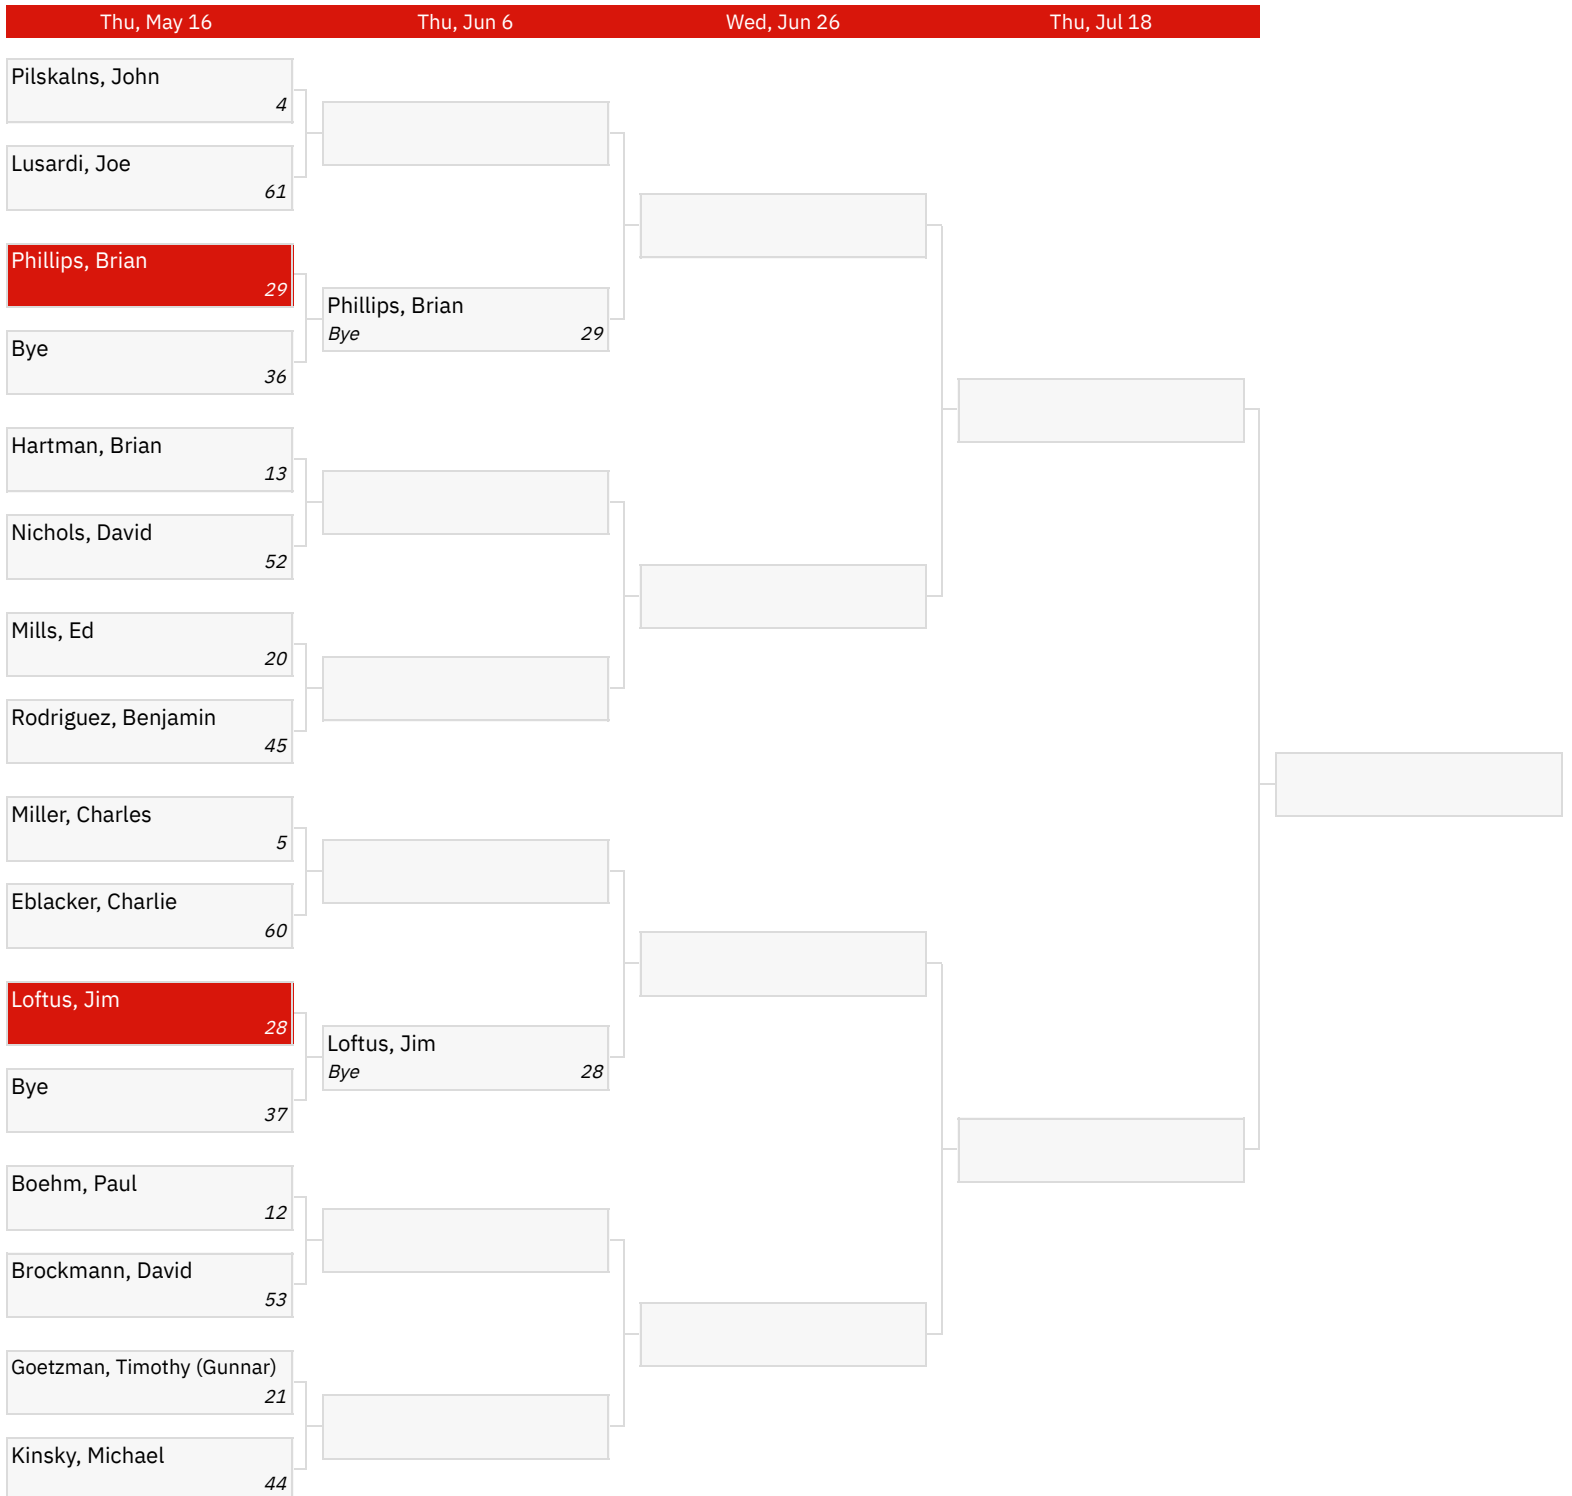 Thu, May 16
Thu, Jun 6
Wed, Jun 26
Thu, Jul 18
Pilskalns, John
4
Lusardi, Joe
61
Phillips, Brian
29
Phillips, Brian
Bye 29
Bye
36
Hartman, Brian
13
Nichols, David
52
Mills, Ed
20
Rodriguez, Benjamin
45
Miller, Charles
5
Eblacker, Charlie
60
Loftus, Jim
28
Loftus, Jim
Bye 28
Bye
37
Boehm, Paul
12
Brockmann, David
53
Goetzman, Timothy (Gunnar)
21
Kinsky, Michael
44